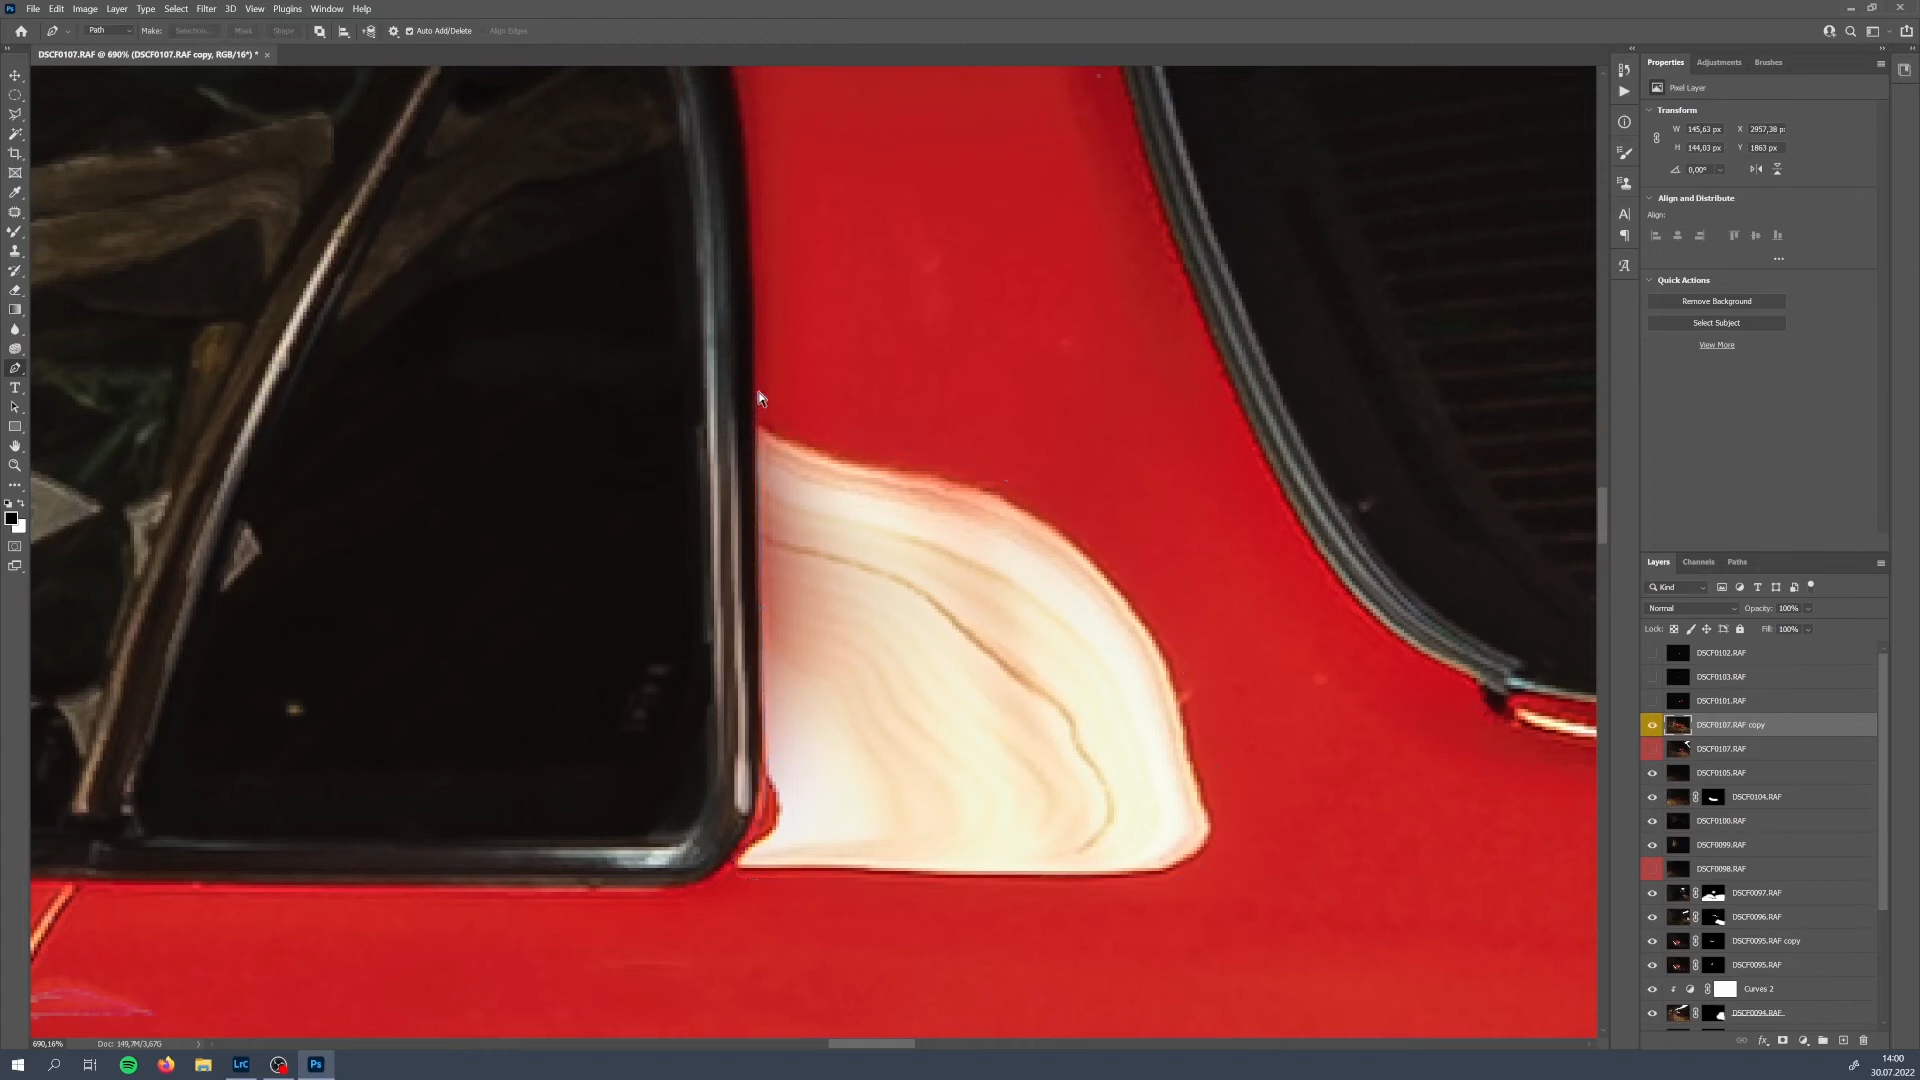 Ps File Edit Image Layer Type Select Filter 3D View Plugins Window Help
Path Make: Selection... Mask Shape Auto Add/Delete Align Edges
DSCF0107.RAF @ 690% (DSCF0107.RAF copy, RGB/16*) *
Properties Adjustments Brushes
Pixel Layer
Transform
W 145,63 px X 2957,38 p
H 144,03 px Y 1863 px
0,00°
Align and Distribute
Align:
Quick Actions
Remove Background
Select Subject
View More
Layers Channels Paths
Kind
Normal Opacity: 100%
Lock: Fill: 100%
DSCF0102.RAF
DSCF0103.RAF
DSCF0101.RAF
DSCF0107.RAF copy
DSCF0107.RAF
DSCF0105.RAF
DSCF0104.RAF
DSCF0100.RAF
DSCF0099.RAF
DSCF0098.RAF
DSCF0097.RAF
DSCF0096.RAF
DSCF0095.RAF copy
DSCF0095.RAF
Curves 2
DSCF0094.RAF
fx
690,16% Doc: 149,7M/3,67G
LrC Ps
14:00
30.07.2022